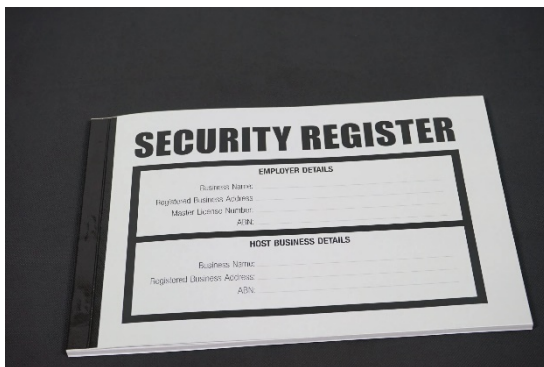 SECURITY REGISTER
EMPLOYER DETAILS
Business Name:
Registered Business Address
Master License Number:
ABN:
HOST BUSINESS DETAILS
Business Name:
Registered Business Address:
ABN: